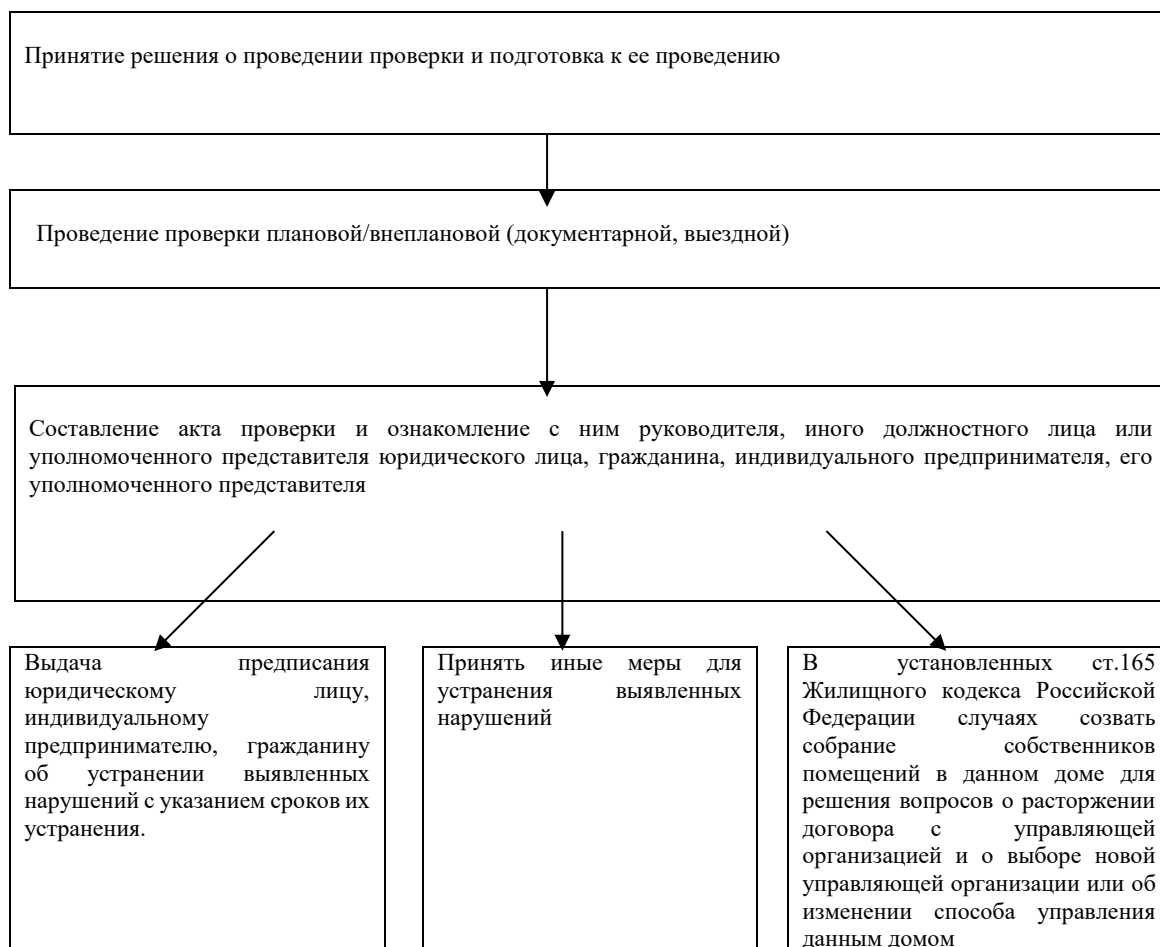 Принятие решения о проведении проверки и подготовка к ее проведению
Проведение проверки плановой/внеплановой (документарной, выездной)
Составление акта проверки и ознакомление с ним руководителя, иного должностного лица или
уполномоченного представителя юридического лица, гражданина, индивидуального предпринимателя, его
уполномоченного представителя
Выдача предписания
юридическому лицу,
индивидуальному
предпринимателю, гражданину
об устранении выявленных
нарушений с указанием сроков их
устранения.
Принять иные меры для
устранения выявленных
нарушений
В установленных ст.165
Жилищного кодекса Российской
Федерации случаях созвать
собрание собственников
помещений в данном доме для
решения вопросов о расторжении
договора с управляющей
организацией и о выборе новой
управляющей организации или об
изменении способа управления
данным домом